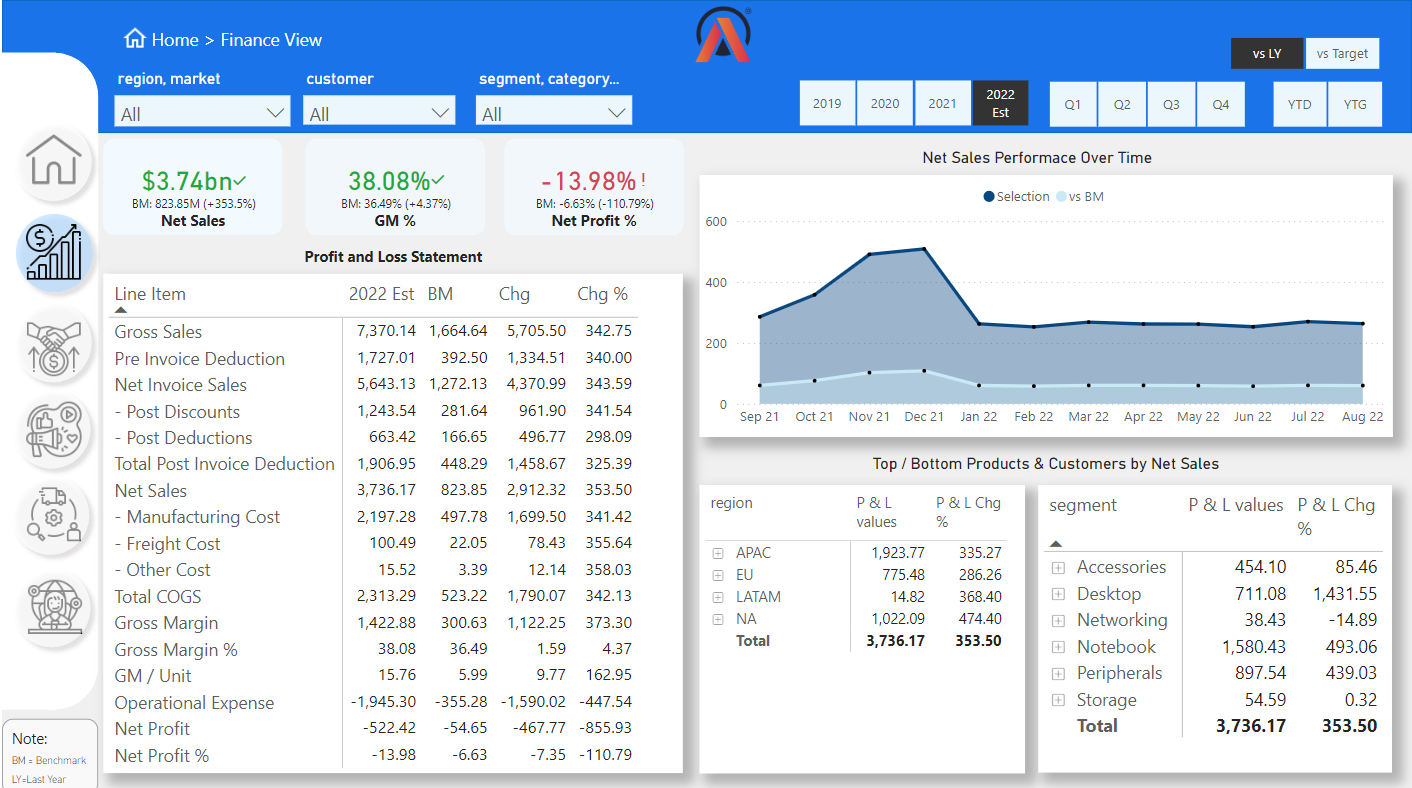 Home > Finance View
vs LY
vs Target
region, market
customer
segment, category...
All
All
All
2019
2020
2021
2022
Est
Q1
Q2
Q3
Q4
YTD
YTG
$3.74bn
BM: 823.85M (+353.5%)
Net Sales
38.08%
BM: 36.49% (+4.37%)
GM %
-13.98% !
BM: -6.63% (-110.79%)
Net Profit %
Profit and Loss Statement
Line Item 2022 Est BM Chg Chg %
Gross Sales 7,370.14 1,664.64 5,705.50 342.75
Pre Invoice Deduction 1,727.01 392.50 1,334.51 340.00
Net Invoice Sales 5,643.13 1,272.13 4,370.99 343.59
- Post Discounts 1,243.54 281.64 961.90 341.54
- Post Deductions 663.42 166.65 496.77 298.09
Total Post Invoice Deduction 1,906.95 448.29 1,458.67 325.39
Net Sales 3,736.17 823.85 2,912.32 353.50
- Manufacturing Cost 2,197.28 497.78 1,699.50 341.42
- Freight Cost 100.49 22.05 78.43 355.64
- Other Cost 15.52 3.39 12.14 358.03
Total COGS 2,313.29 523.22 1,790.07 342.13
Gross Margin 1,422.88 300.63 1,122.25 373.30
Gross Margin % 38.08 36.49 1.59 4.37
GM / Unit 15.76 5.99 9.77 162.95
Operational Expense -1,945.30 -355.28 -1,590.02 -447.54
Net Profit -522.42 -54.65 -467.77 -855.93
Net Profit % -13.98 -6.63 -7.35 -110.79
Net Sales Performace Over Time
Selection vs BM
600
400
200
0
Sep 21 Oct 21 Nov 21 Dec 21 Jan 22 Feb 22 Mar 22 Apr 22 May 22 Jun 22 Jul 22 Aug 22
Top / Bottom Products & Customers by Net Sales
region P & L values P & L Chg %
APAC 1,923.77 335.27
EU 775.48 286.26
LATAM 14.82 368.40
NA 1,022.09 474.40
Total 3,736.17 353.50
segment P & L values P & L Chg %
Accessories 454.10 85.46
Desktop 711.08 1,431.55
Networking 38.43 -14.89
Notebook 1,580.43 493.06
Peripherals 897.54 439.03
Storage 54.59 0.32
Total 3,736.17 353.50
Note:
BM = Benchmark
LY=Last Year